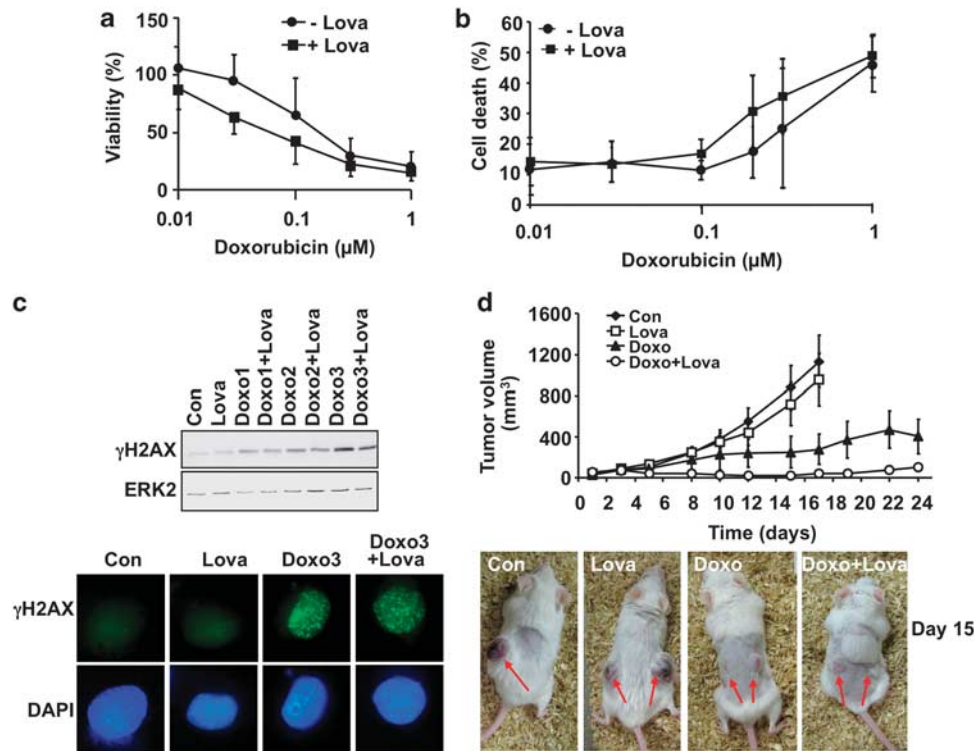 a
150
100
50
0
Viability (%)
- Lova
+ Lova
0.01
0.1
1
Doxorubicin (µM)
b
60
50
40
30
20
10
0
Cell death (%)
- Lova
+ Lova
0.01
0.1
1
Doxorubicin (µM)
c
Con
Lova
Doxo1
Doxo1+Lova
Doxo2
Doxo2+Lova
Doxo3
Doxo3+Lova
γH2AX
ERK2
Con
Lova
Doxo3
Doxo3
+Lova
γH2AX
DAPI
d
1600
1200
800
400
0
Tumor volume
(mm³)
Con
Lova
Doxo
Doxo+Lova
0 2 4 6 8 10 12 14 16 18 20 22 24
Time (days)
Con
Lova
Doxo
Doxo+Lova
Day 15